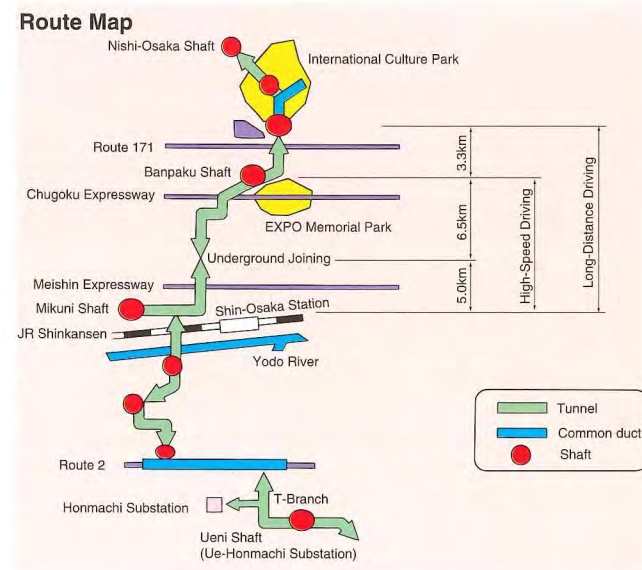 Route Map
Nishi-Osaka Shaft
International Culture Park
Route 171
3.3km
Banpaku Shaft
Chugoku Expressway
EXPO Memorial Park
6.5km
High-Speed Driving
Long-Distance Driving
Underground Joining
5.0km
Meishin Expressway
Mikuni Shaft
Shin-Osaka Station
JR Shinkansen
Yodo River
Tunnel
Common duct
Shaft
Route 2
T-Branch
Honmachi Substation
Ueni Shaft
(Ue-Honmachi Substation)